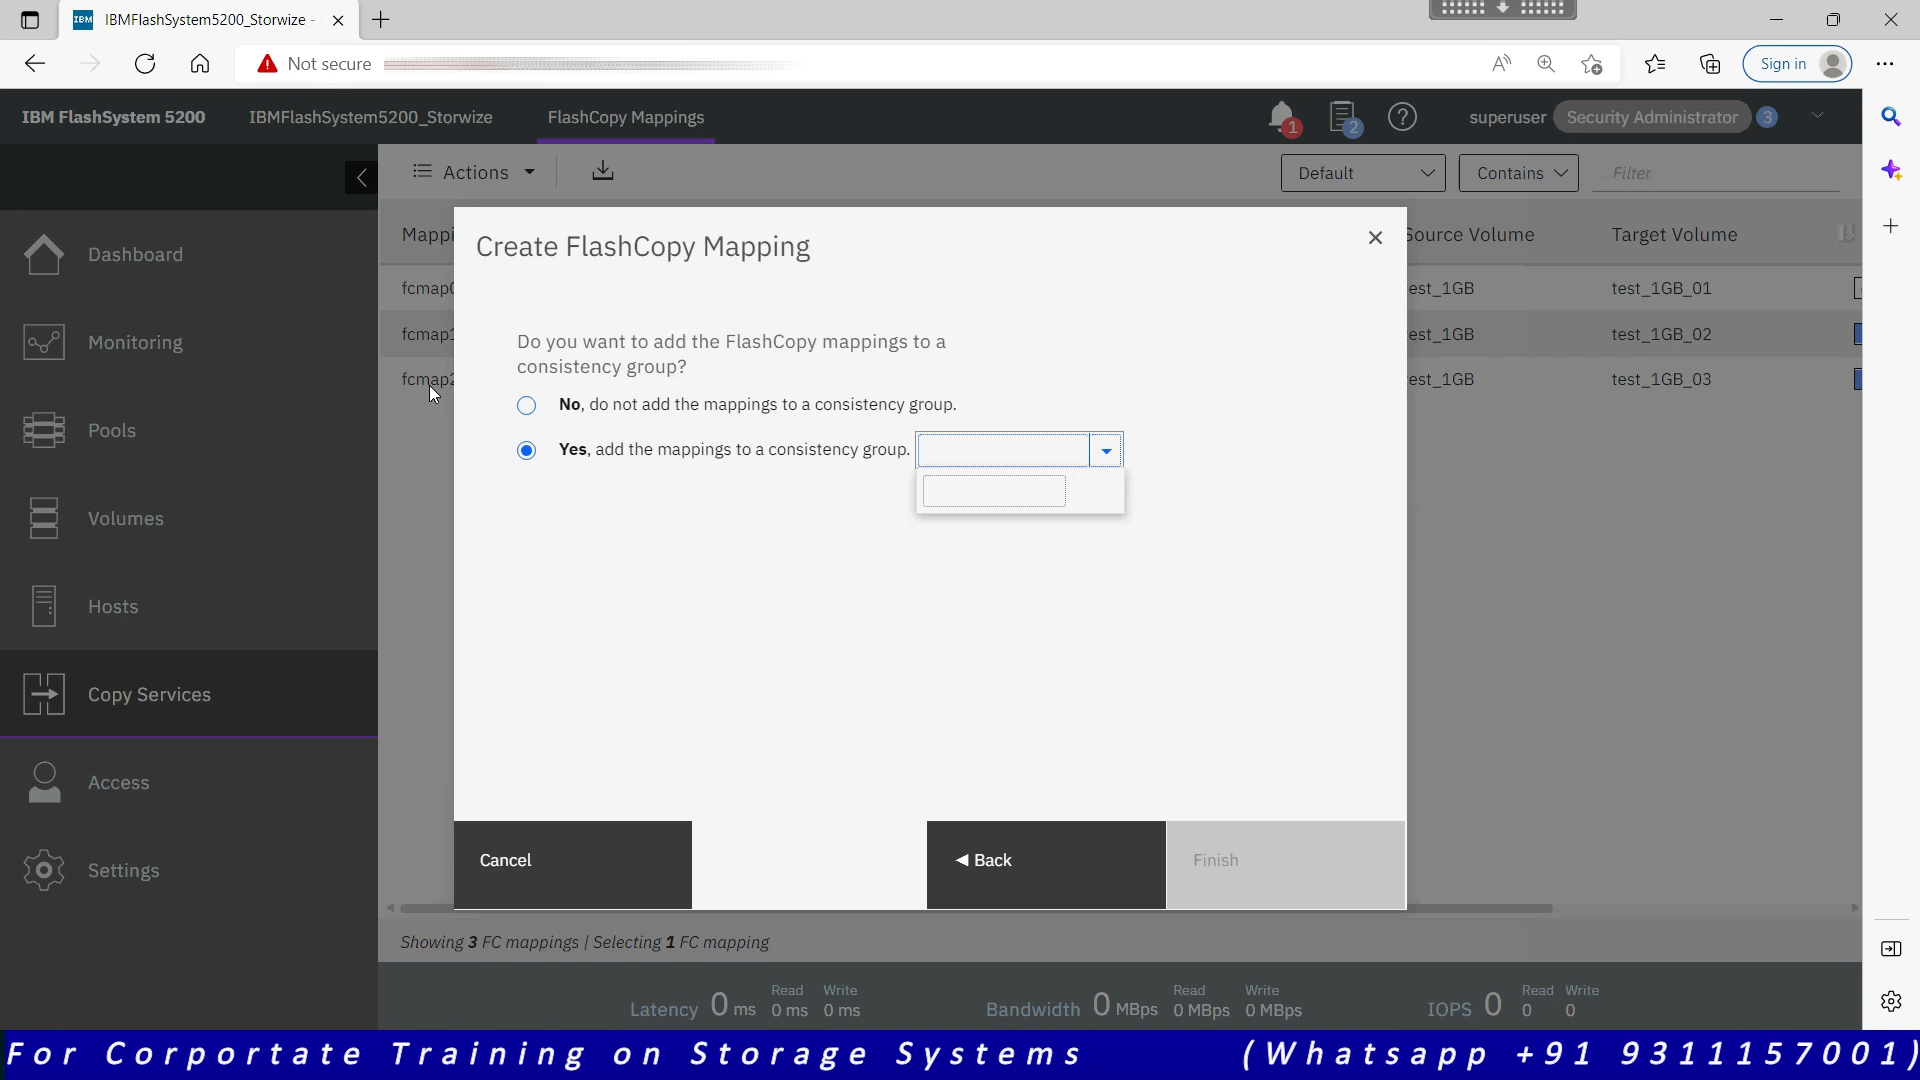 IBM IBMFlashSystem5200_Storwize -
Not secure
Sign in
IBM FlashSystem 5200 IBMFlashSystem5200_Storwize FlashCopy Mappings 1 2 superuser Security Administrator 3
Actions Default Contains Filter
Dashboard
Monitoring
Pools
Volumes
Hosts
Copy Services
Access
Settings
Source Volume Target Volume
fcmap0 est_1GB test_1GB_01
fcmap1 est_1GB test_1GB_02
fcmap2 est_1GB test_1GB_03
Create FlashCopy Mapping
Do you want to add the FlashCopy mappings to a
consistency group?
No, do not add the mappings to a consistency group.
Yes, add the mappings to a consistency group.
Cancel Back Finish
Showing 3 FC mappings | Selecting 1 FC mapping
Read Write Read Write Read Write
Latency 0 ms 0 ms 0 ms Bandwidth 0 MBps 0 MBps 0 MBps IOPS 0 0 0
For Corportate Training on Storage Systems (Whatsapp +91 9311157001)